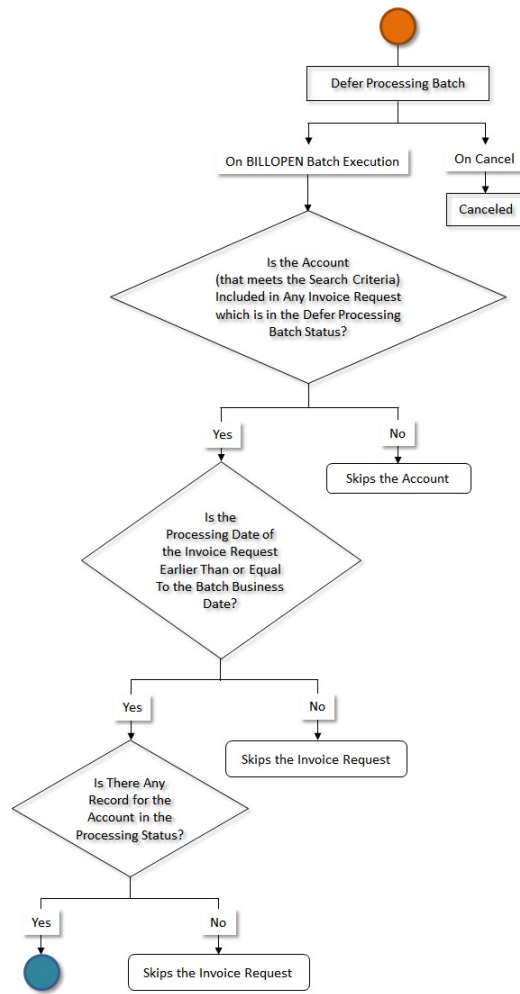 Defer Processing Batch
On BILLOPEN Batch Execution
On Cancel
Canceled
Is the Account
(that meets the Search Criteria)
Included in Any Invoice Request
which is in the Defer Processing
Batch Status?
Yes
No
Skips the Account
Is the
Processing Date of
the Invoice Request
Earlier Than or Equal
To the Batch Business
Date?
Yes
No
Skips the Invoice Request
Is There Any
Record for the
Account in the
Processing Status?
Yes
No
Skips the Invoice Request